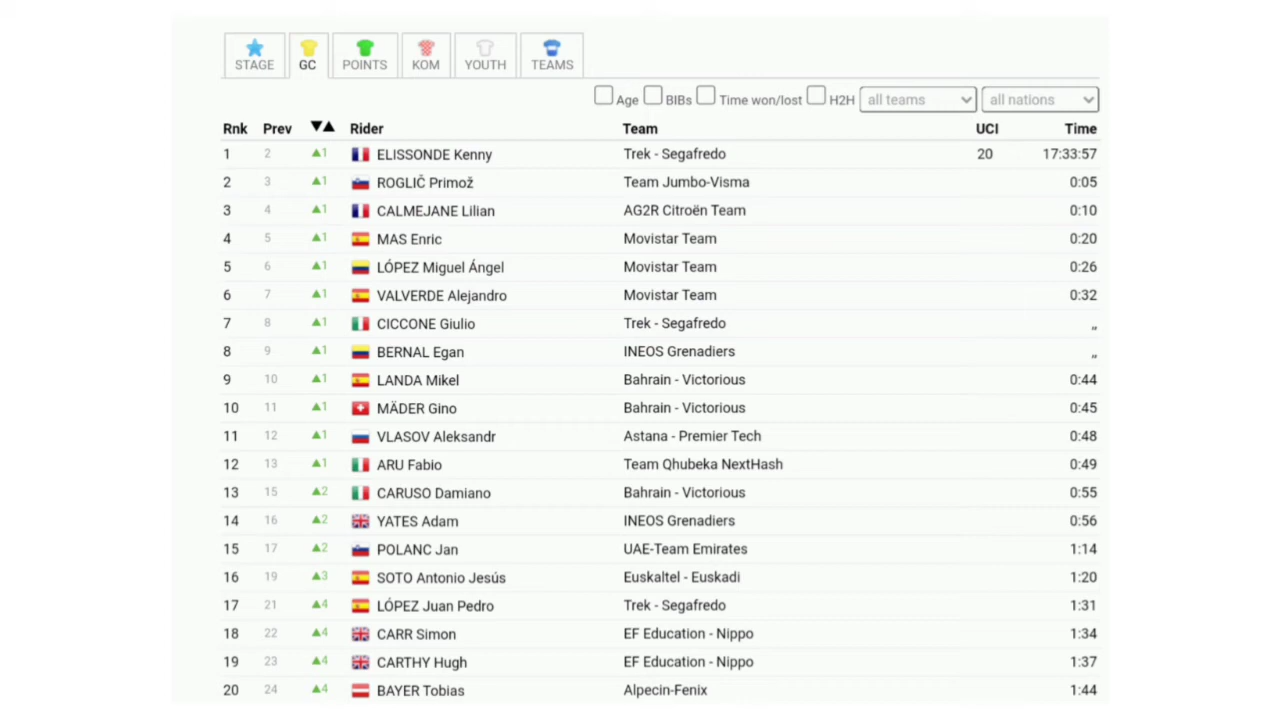 STAGE GC POINTS KOM YOUTH TEAMS
Age BIBs Time won/lost H2H all teams all nations
Rnk Prev ▼▲ Rider Team UCI Time
1 2 ▲1 ELISSONDE Kenny Trek - Segafredo 20 17:33:57
2 3 ▲1 ROGLIČ Primož Team Jumbo-Visma 0:05
3 4 ▲1 CALMEJANE Lilian AG2R Citroën Team 0:10
4 5 ▲1 MAS Enric Movistar Team 0:20
5 6 ▲1 LÓPEZ Miguel Ángel Movistar Team 0:26
6 7 ▲1 VALVERDE Alejandro Movistar Team 0:32
7 8 ▲1 CICCONE Giulio Trek - Segafredo ,,
8 9 ▲1 BERNAL Egan INEOS Grenadiers ,,
9 10 ▲1 LANDA Mikel Bahrain - Victorious 0:44
10 11 ▲1 MÄDER Gino Bahrain - Victorious 0:45
11 12 ▲1 VLASOV Aleksandr Astana - Premier Tech 0:48
12 13 ▲1 ARU Fabio Team Qhubeka NextHash 0:49
13 15 ▲2 CARUSO Damiano Bahrain - Victorious 0:55
14 16 ▲2 YATES Adam INEOS Grenadiers 0:56
15 17 ▲2 POLANC Jan UAE-Team Emirates 1:14
16 19 ▲3 SOTO Antonio Jesús Euskaltel - Euskadi 1:20
17 21 ▲4 LÓPEZ Juan Pedro Trek - Segafredo 1:31
18 22 ▲4 CARR Simon EF Education - Nippo 1:34
19 23 ▲4 CARTHY Hugh EF Education - Nippo 1:37
20 24 ▲4 BAYER Tobias Alpecin-Fenix 1:44